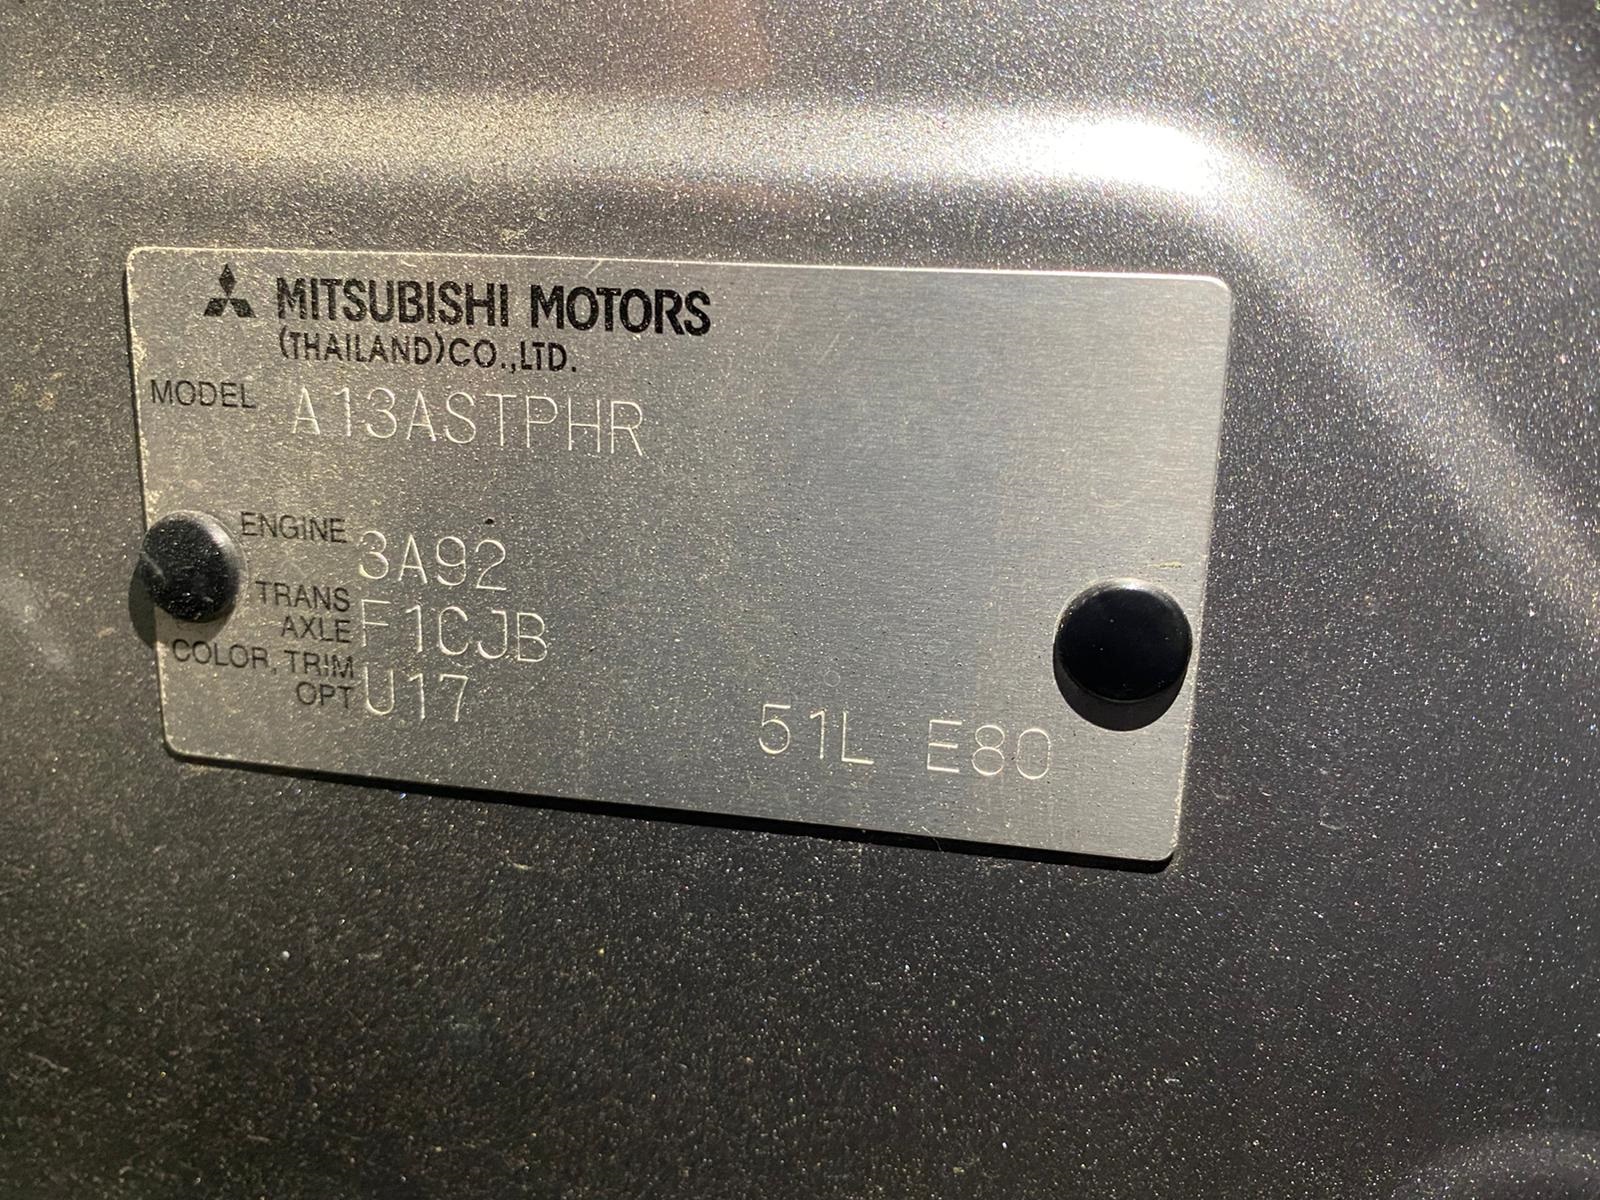 MITSUBISHI MOTORS
(THAILAND)CO.,LTD.
MODEL A13ASTPHR
ENGINE 3A92
TRANS
AXLE F1CJB
COLOR, TRIM
OPT U17 51L E80